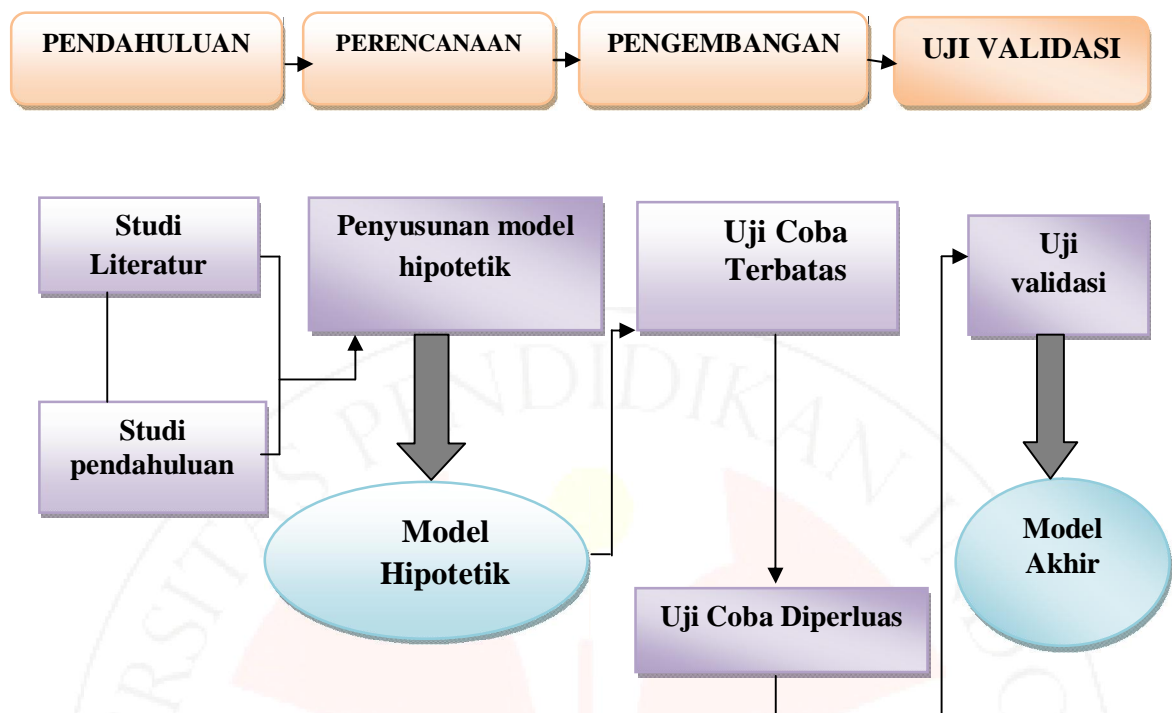 PENDAHULUAN
PERENCANAAN
PENGEMBANGAN
UJI VALIDASI
Studi
Literatur
Penyusunan model
hipotetik
Uji Coba
Terbatas
Uji
validasi
Studi
pendahuluan
Model
Hipotetik
Model
Akhir
Uji Coba Diperluas